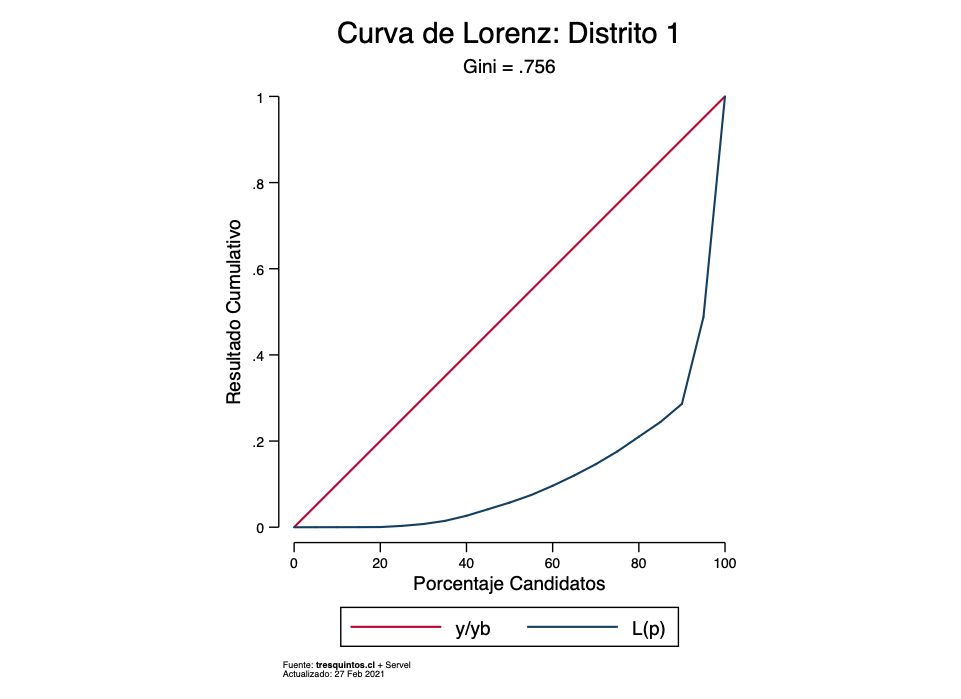 Curva de Lorenz: Distrito 1
Gini = .756
Resultado Cumulativo
1
.8
.6
.4
.2
0
0 20 40 60 80 100
Porcentaje Candidatos
y/yb L(p)
Fuente: tresquintos.cl + Servel
Actualizado: 27 Feb 2021